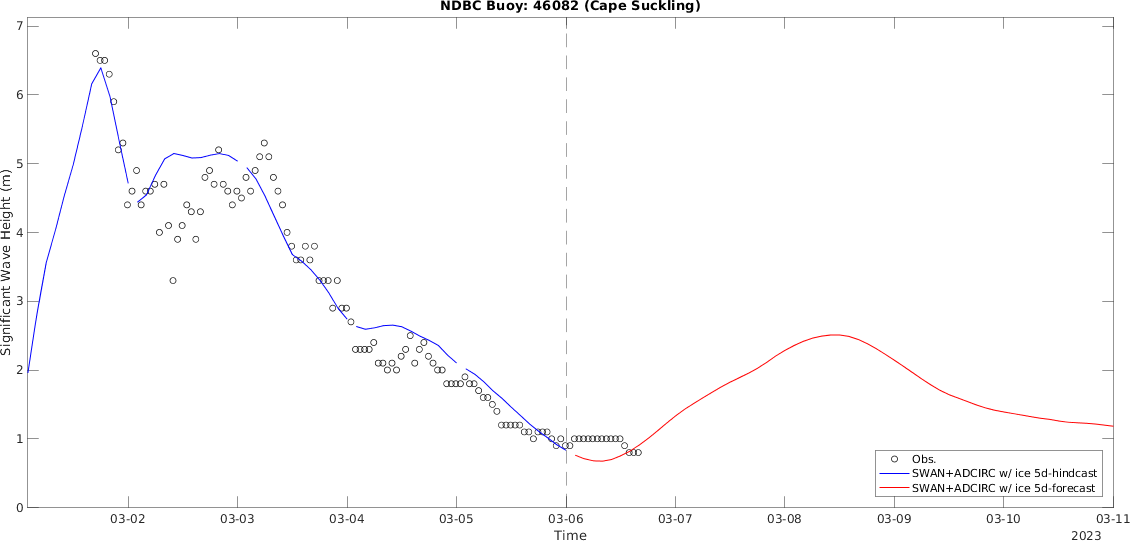 NDBC Buoy: 46082 (Cape Suckling)
Significant Wave Height (m)
7
6
5
4
3
2
1
0
Obs.
SWAN+ADCIRC w/ ice 5d-hindcast
SWAN+ADCIRC w/ ice 5d-forecast
03-02 03-03 03-04 03-05 03-06 03-07 03-08 03-09 03-10 03-11
Time
2023